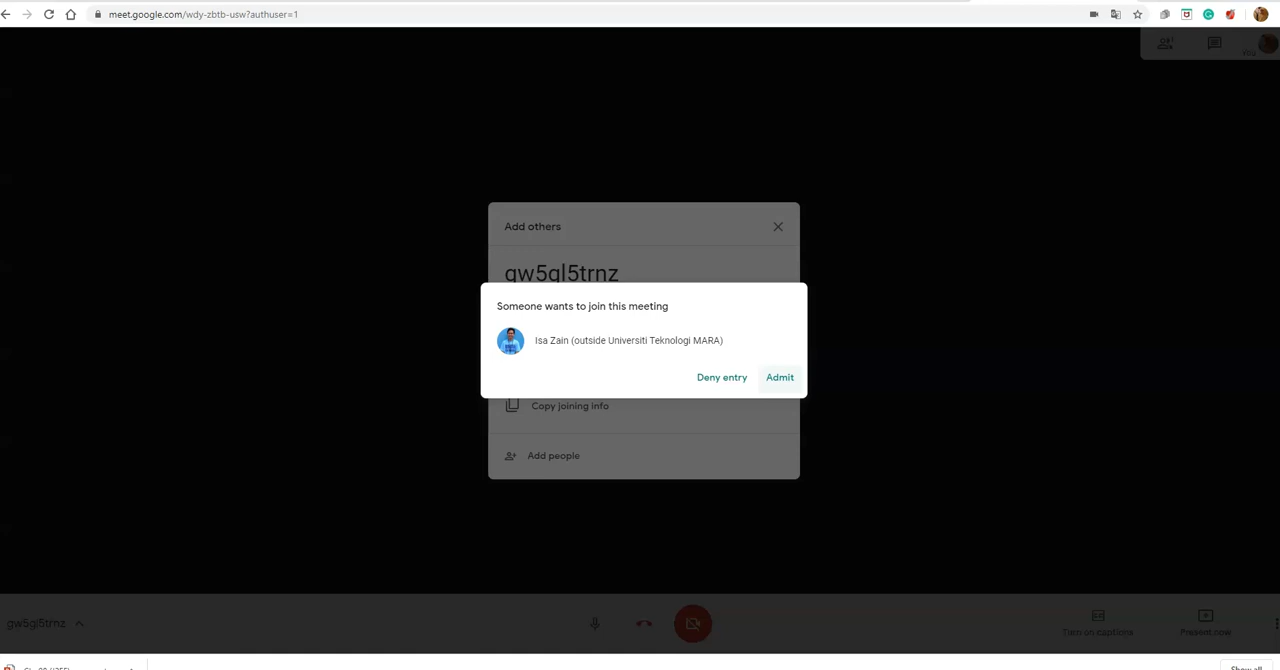 meet.google.com/wdy-zbtb-usw?authuser=1
You
Add others
gw5gl5trnz
Someone wants to join this meeting
Isa Zain (outside Universiti Teknologi MARA)
Deny entry
Admit
Copy joining info
Add people
gw5gl5trnz
Turn on captions
Present now
Show all